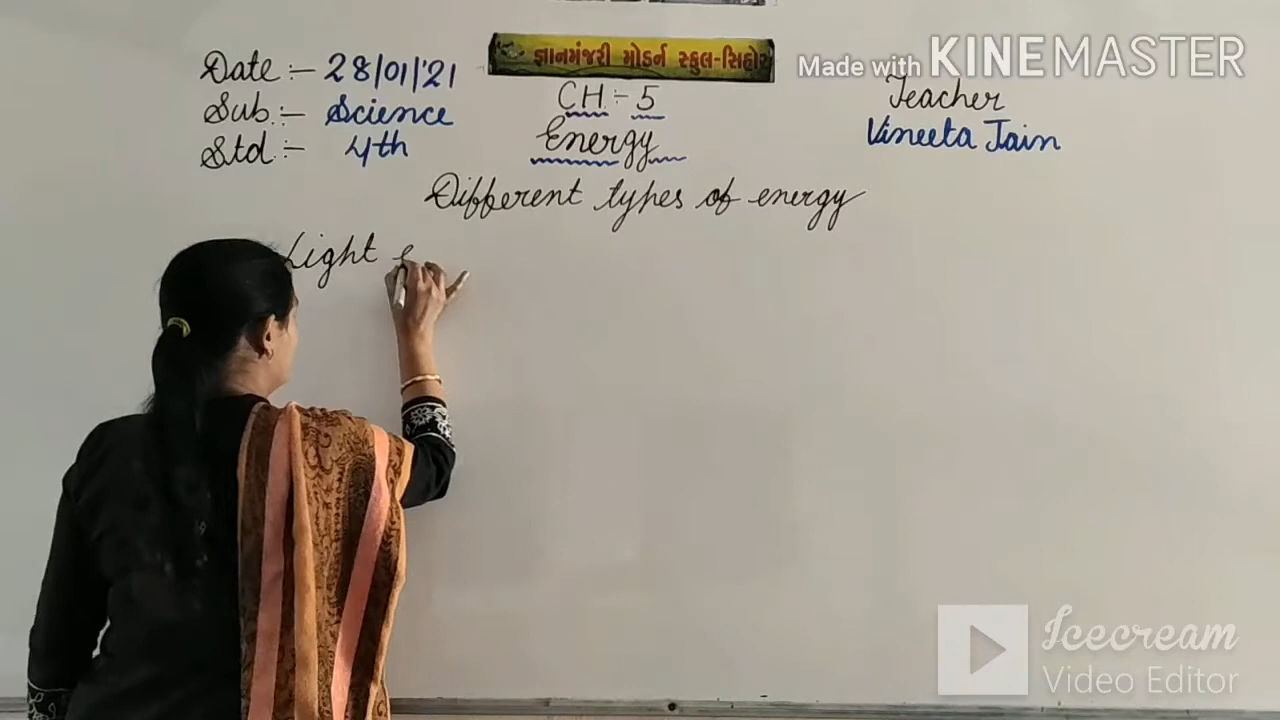 જ્ઞાનમંજરી મોડર્ન સ્કુલ-સિહોર
Made with KINEMASTER
Date :- 28/01/'21
Sub. :- Science
Std. :- 4th
CH :- 5
Energy
Teacher
Vineeta Jain
Different types of energy
Light e
Icecream
Video Editor